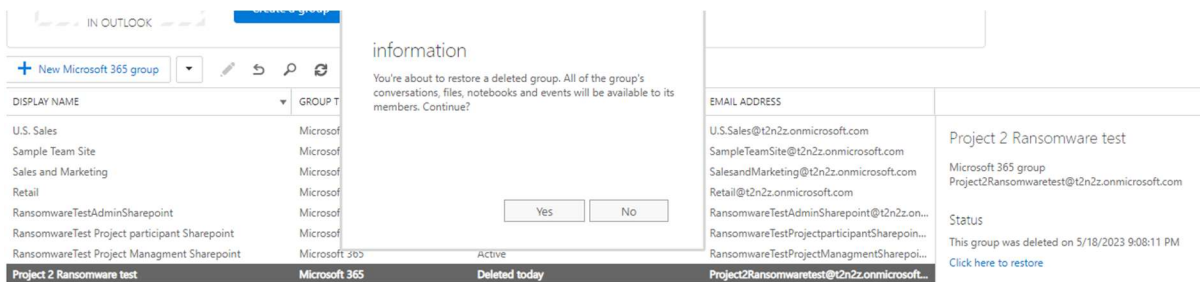 IN OUTLOOK
Create a group
information
You're about to restore a deleted group. All of the group's
conversations, files, notebooks and events will be available to its
members. Continue?
Yes No
New Microsoft 365 group
DISPLAY NAME GROUP T EMAIL ADDRESS
U.S. Sales Microsof U.S.Sales@t2n2z.onmicrosoft.com
Sample Team Site Microsof SampleTeamSite@t2n2z.onmicrosoft.com
Sales and Marketing Microsof SalesandMarketing@t2n2z.onmicrosoft.com
Retail Microsof Retail@t2n2z.onmicrosoft.com
RansomwareTestAdminSharepoint Microsof RansomwareTestAdminSharepoint@t2n2z.on...
RansomwareTest Project participant Sharepoint Microsof RansomwareTestProjectparticipantSharepoin...
RansomwareTest Project Managment Sharepoint Microsoft 365 Active RansomwareTestProjectManagmentSharepoi...
Project 2 Ransomware test Microsoft 365 Deleted today Project2Ransomwaretest@t2n2z.onmicrosoft...
Project 2 Ransomware test
Microsoft 365 group
Project2Ransomwaretest@t2n2z.onmicrosoft.com
Status
This group was deleted on 5/18/2023 9:08:11 PM
Click here to restore